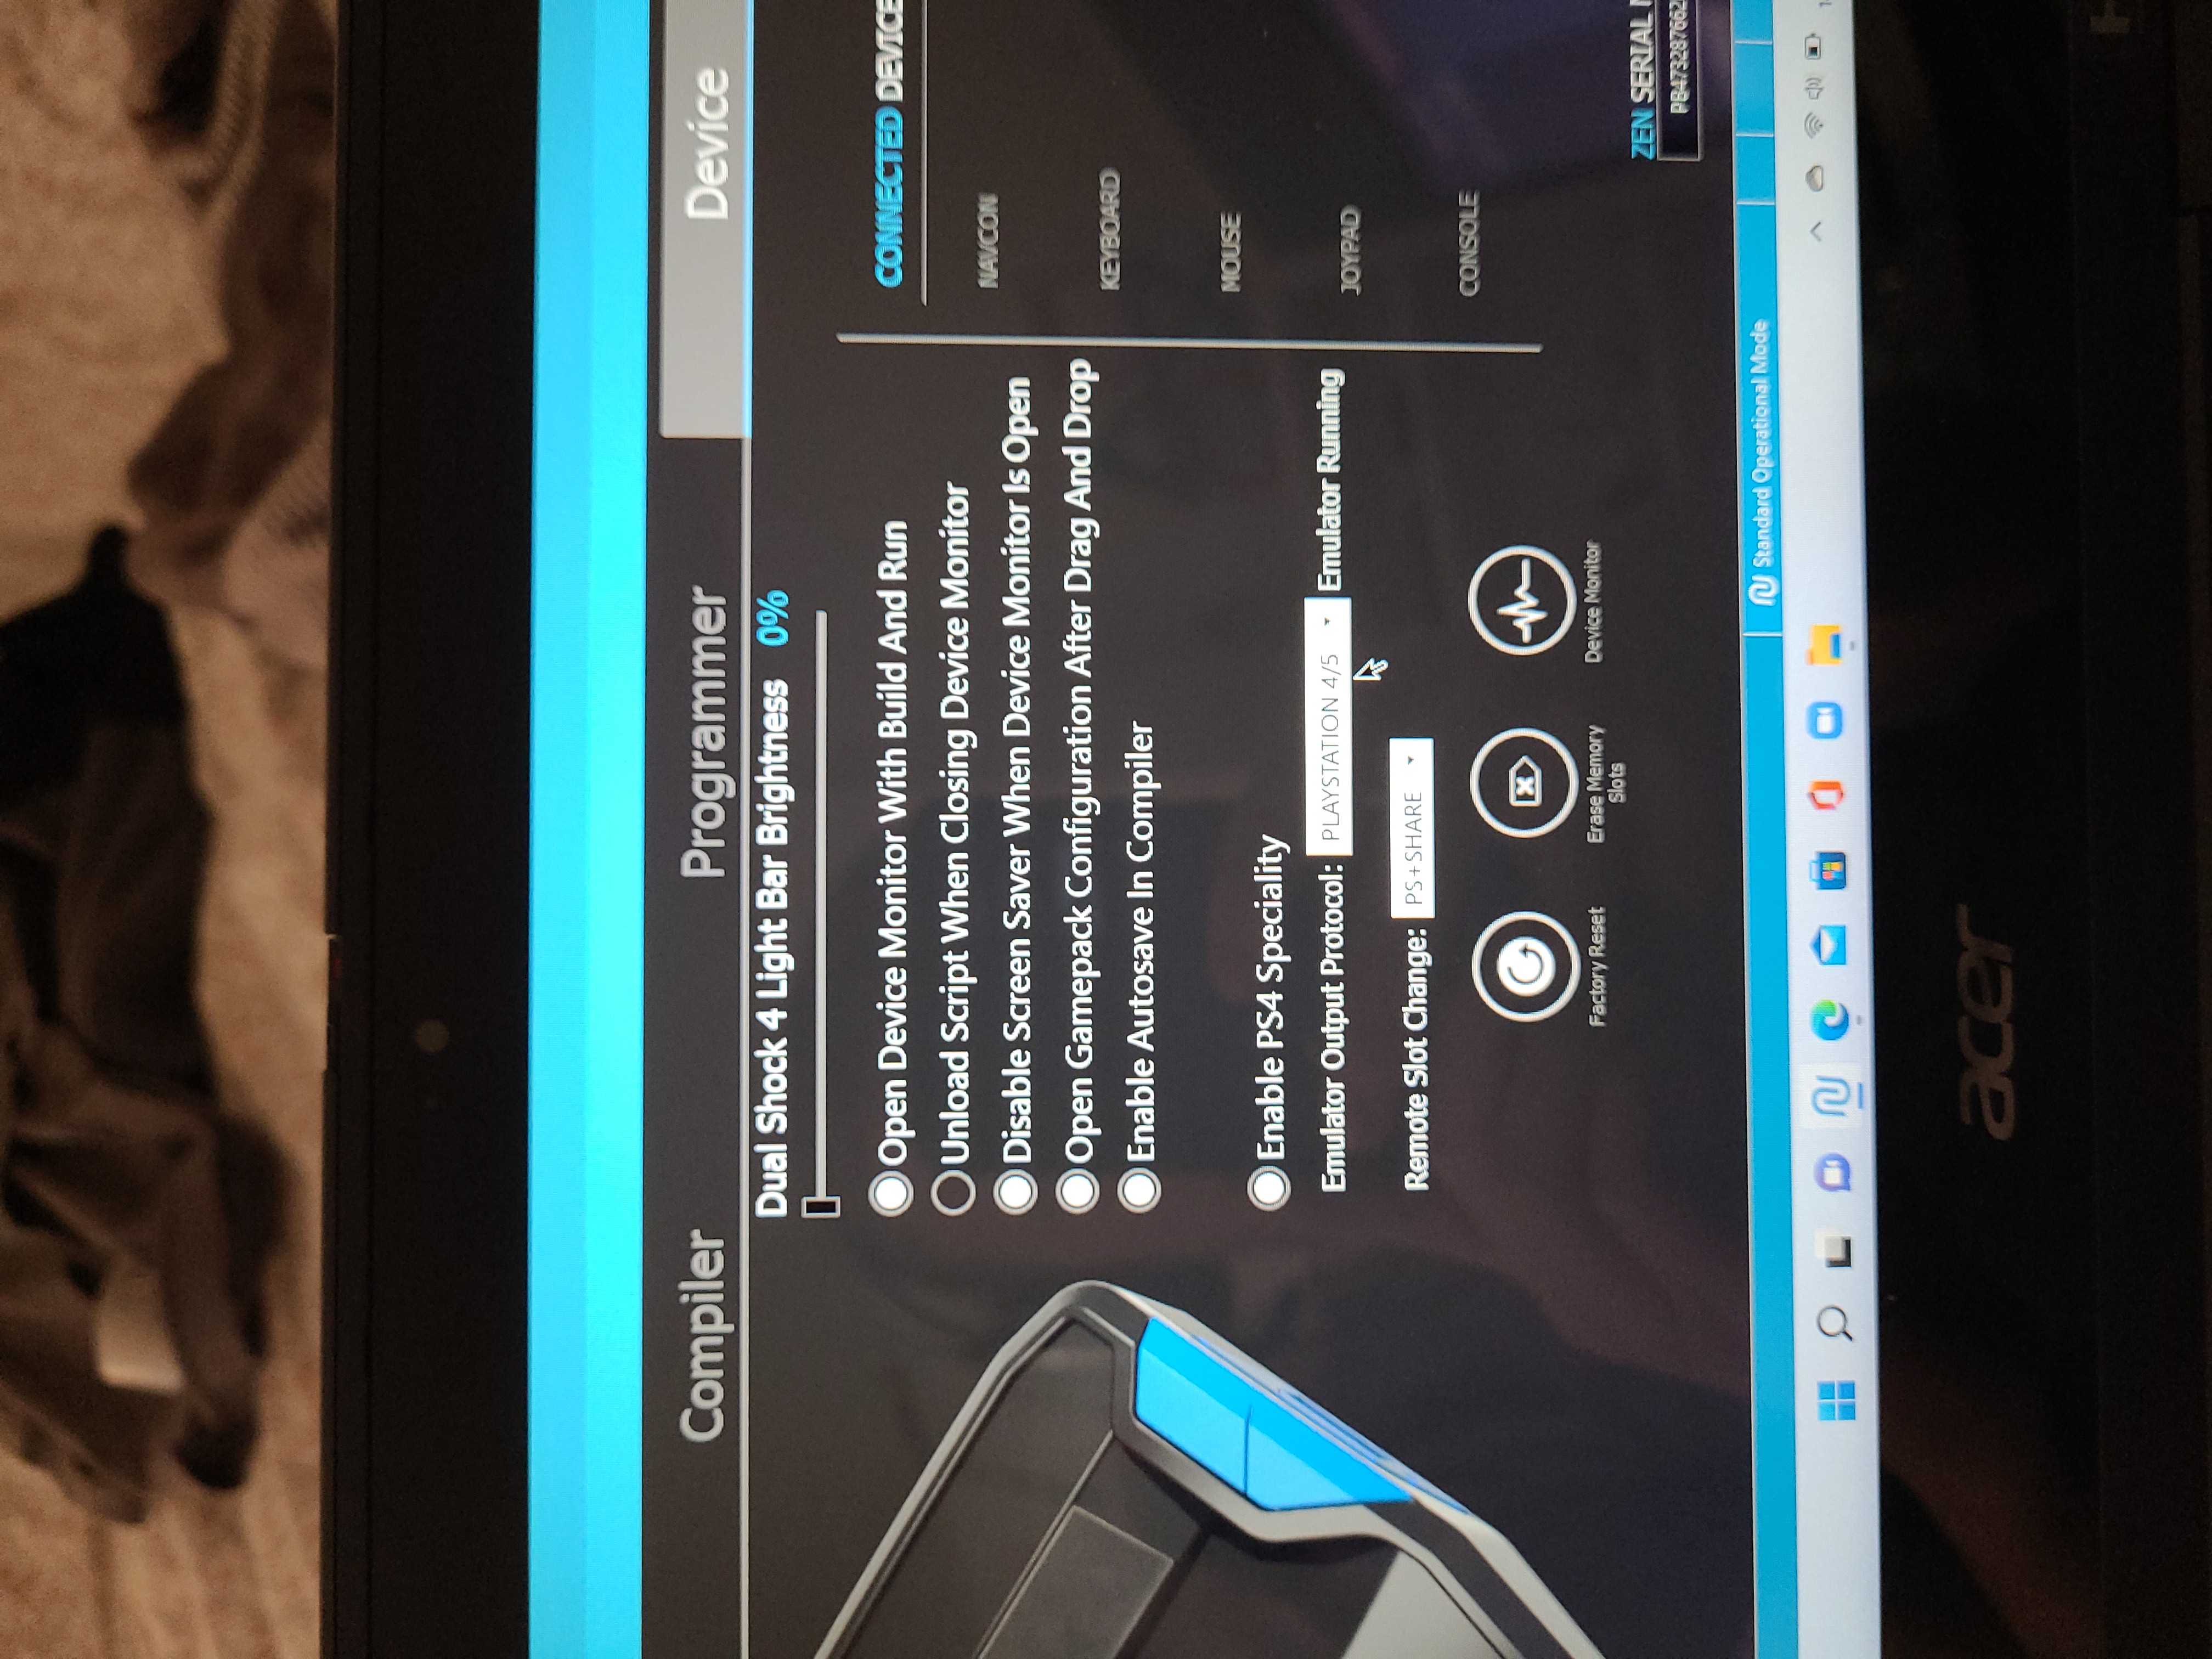 Compiler
Programmer
Device
Dual Shock 4 Light Bar Brightness 0%
Open Device Monitor With Build And Run
Unload Script When Closing Device Monitor
Disable Screen Saver When Device Monitor Is Open
Open Gamepack Configuration After Drag And Drop
Enable Autosave In Compiler
Enable PS4 Speciality
Emulator Output Protocol: PLAYSTATION 4/5 Emulator Running
Remote Slot Change: PS+SHARE
Factory Reset
Erase Memory
Slots
Device Monitor
CONNECTED DEVICE
NAVCON
KEYBOARD
MOUSE
JOYPAD
CONSOLE
ZEN SERIAL
PB473287662
Standard Operational Mode
acer